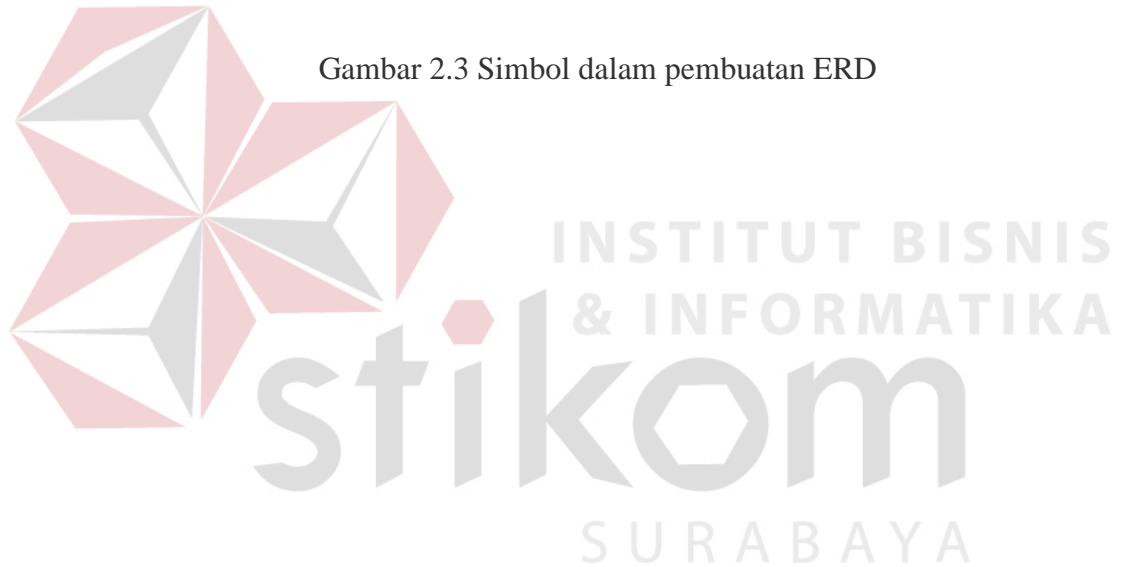 Gambar 2.3 Simbol dalam pembuatan ERD
INSTITUT BISNIS
& INFORMATIKA
stikom
SURABAYA